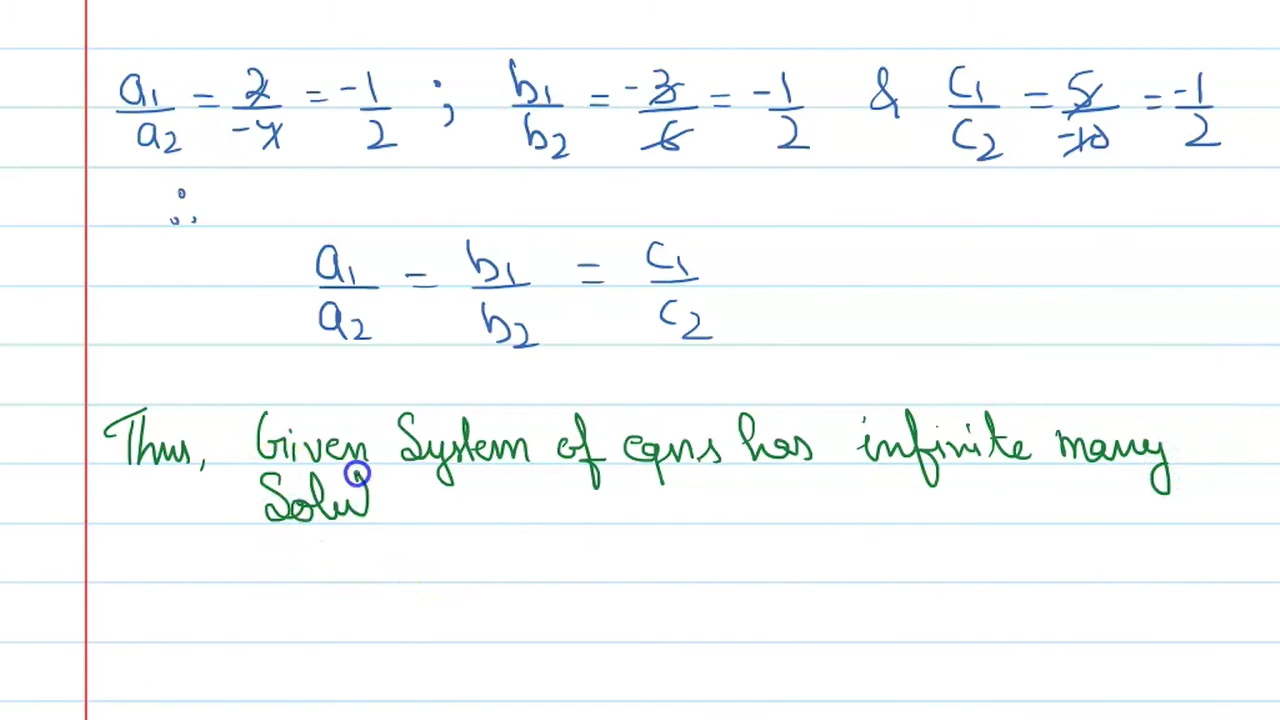 a1/a2 = 2/-4 = -1/2 ; b1/b2 = -3/6 = -1/2 & c1/c2 = 5/-10 = -1/2
∴
a1/a2 = b1/b2 = c1/c2
Thus, Given System of eqns has infinite many
Solu